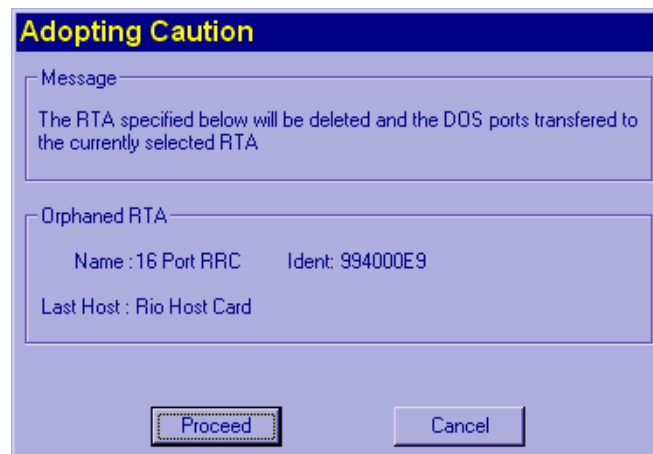 Adopting Caution
Message
The RTA specified below will be deleted and the DOS ports transfered to
the currently selected RTA
Orphaned RTA
Name :16 Port RRC Ident: 994000E9
Last Host : Rio Host Card
Proceed Cancel